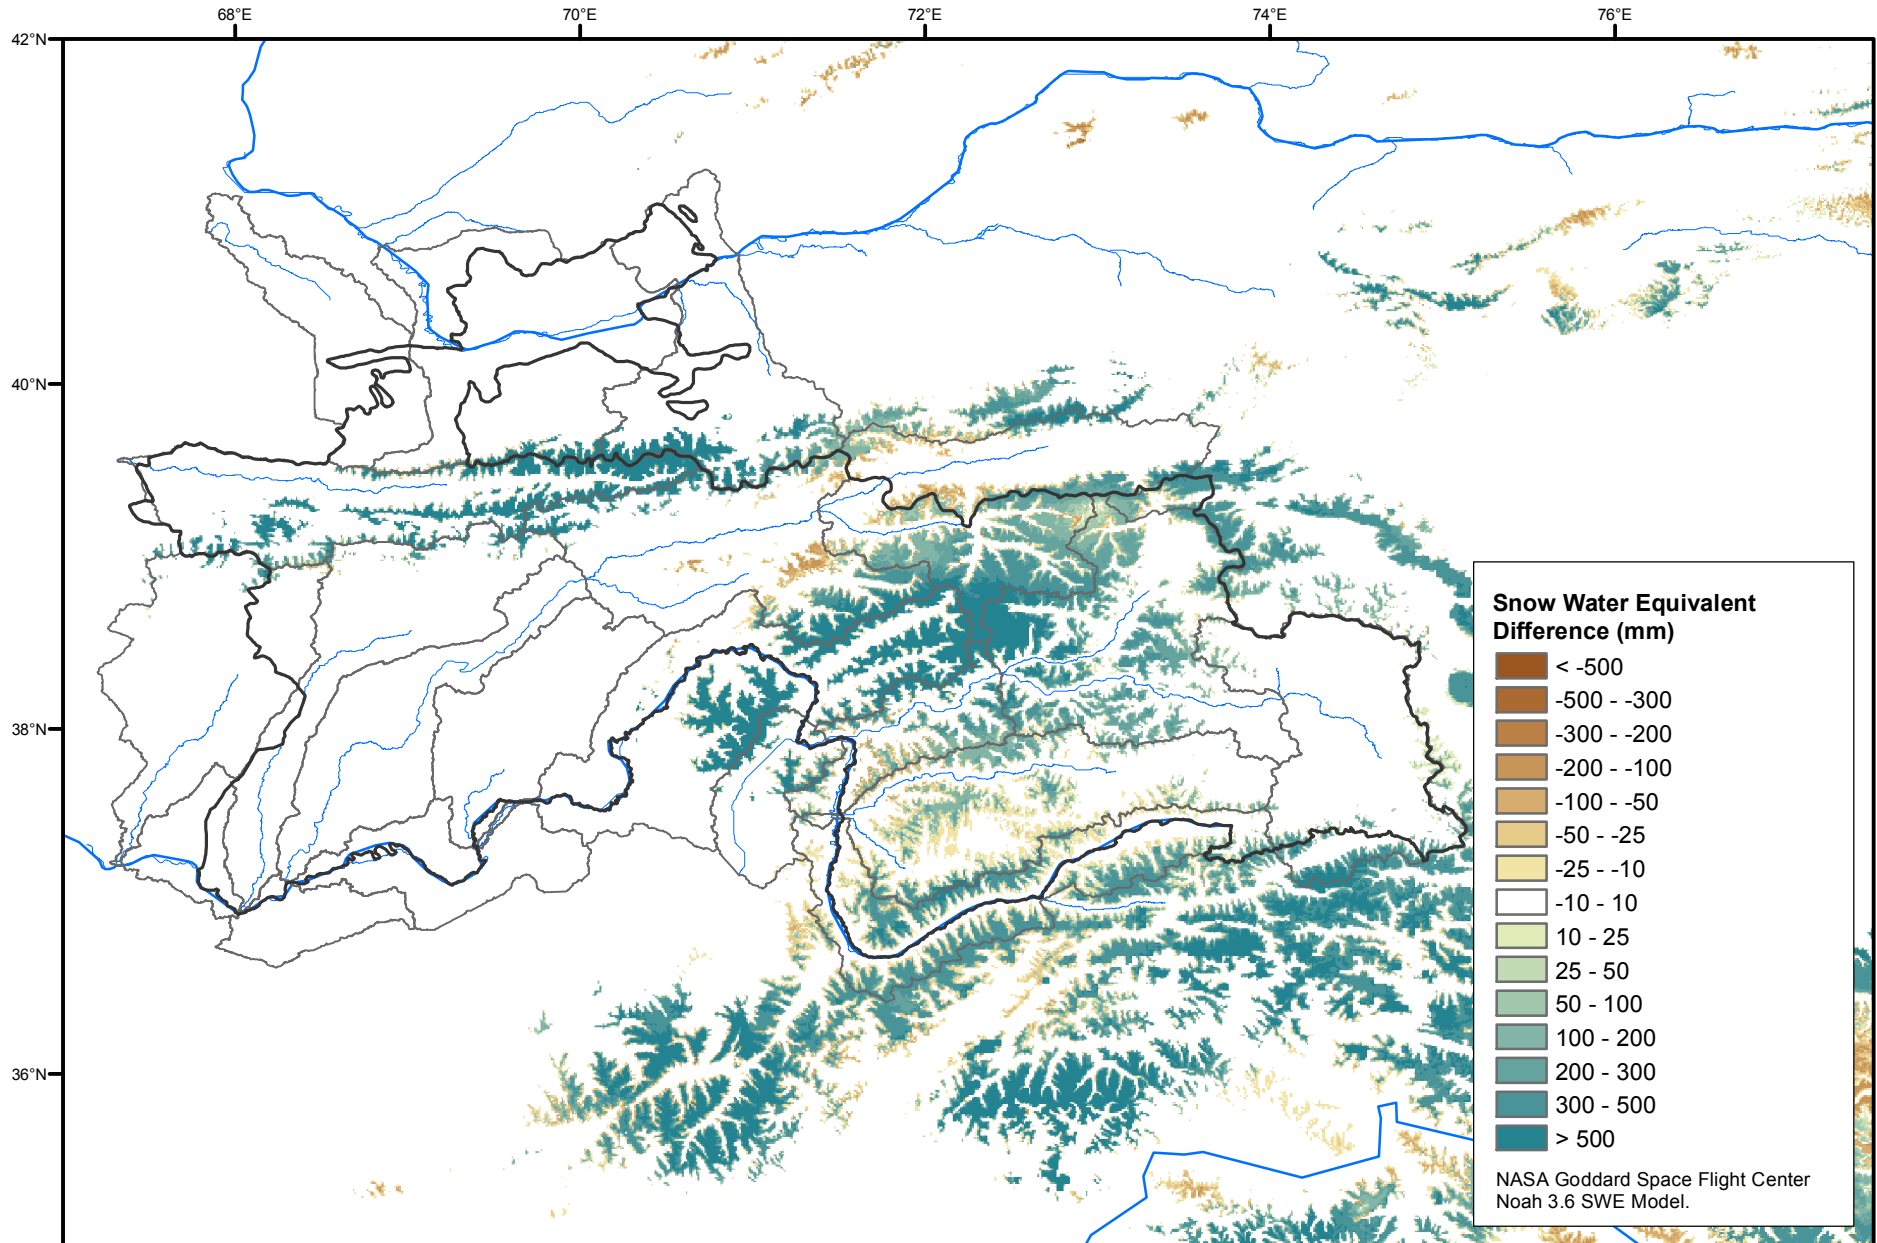 68°E
70°E
72°E
74°E
76°E
42°N
40°N
38°N
36°N
Snow Water Equivalent
Difference (mm)
< -500
-500 - -300
-300 - -200
-200 - -100
-100 - -50
-50 - -25
-25 - -10
-10 - 10
10 - 25
25 - 50
50 - 100
100 - 200
200 - 300
300 - 500
> 500
NASA Goddard Space Flight Center
Noah 3.6 SWE Model.